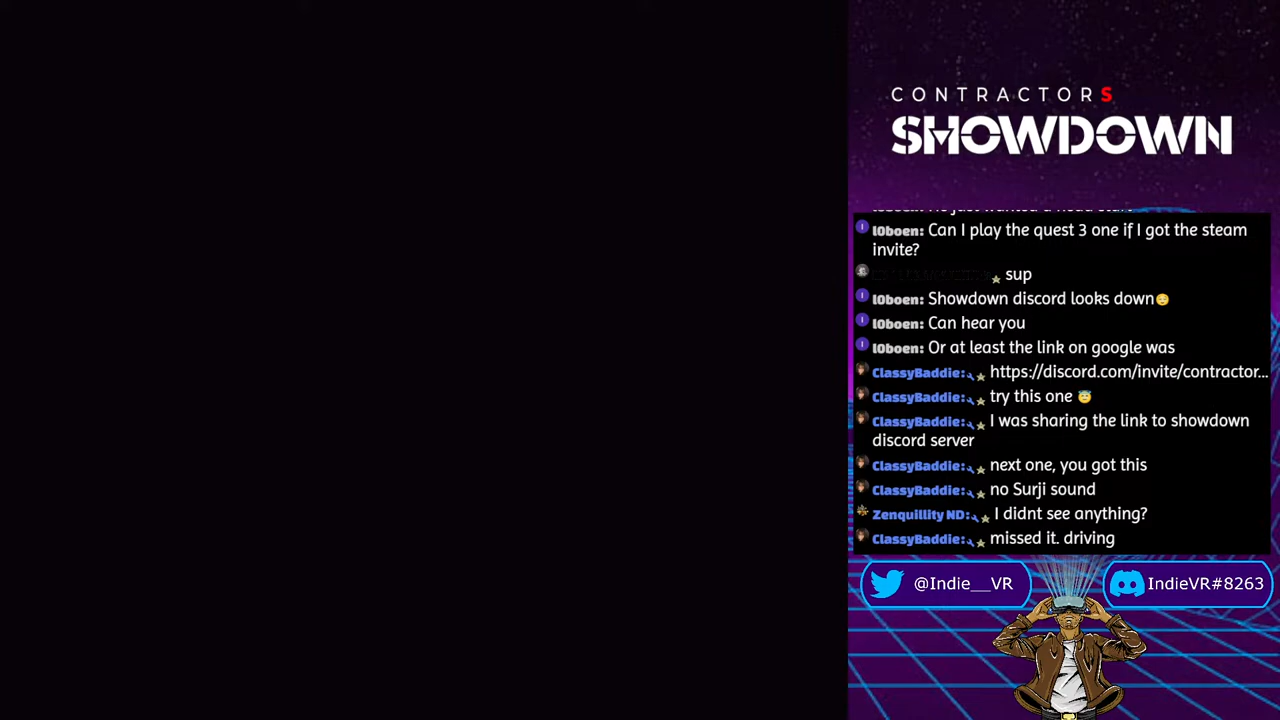 CONTRACTORS
SHOWDOWN
l0boen: Can I play the quest 3 one if I got the steam
invite?
sup
l0boen: Showdown discord looks down😌
l0boen: Can hear you
l0boen: Or at least the link on google was
ClassyBaddie: https://discord.com/invite/contractor...
ClassyBaddie: try this one 😇
ClassyBaddie: I was sharing the link to showdown
discord server
ClassyBaddie: next one, you got this
ClassyBaddie: no Surji sound
Zenquillity ND: I didnt see anything?
ClassyBaddie: missed it. driving
@Indie__VR
IndieVR#8263